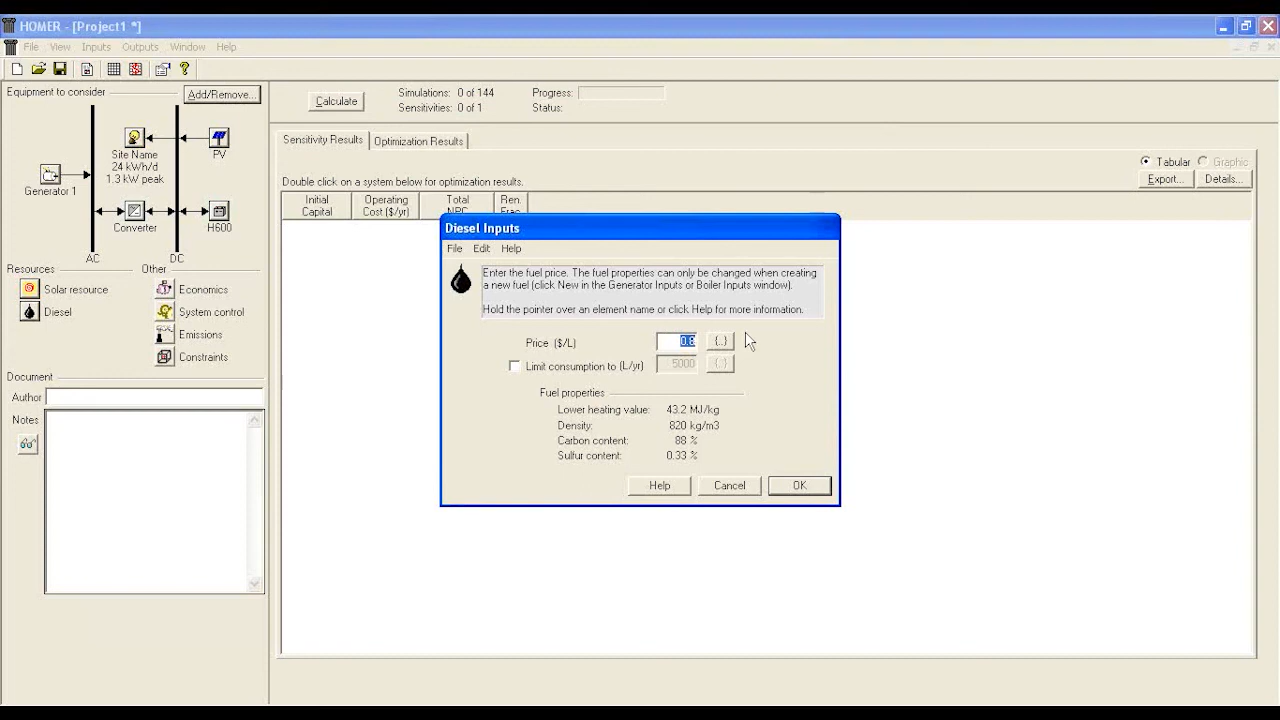 HOMER - [Project1 *]
File View Inputs Outputs Window Help
Equipment to consider
Add/Remove...
Site Name
24 kWh/d
1.3 kW peak
PV
Generator 1
Converter
H600
AC
DC
Resources
Other
Solar resource
Economics
Diesel
System control
Emissions
Constraints
Document
Author
Notes
Calculate
Simulations: 0 of 144
Progress:
Sensitivities: 0 of 1
Status:
Sensitivity Results
Optimization Results
Tabular
Graphic
Double click on a system below for optimization results.
Export...
Details...
Initial
Capital
Operating
Cost ($/yr)
Total
NPC
Ren.
Frac.
Diesel Inputs
File Edit Help
Enter the fuel price. The fuel properties can only be changed when creating
a new fuel (click New in the Generator Inputs or Boiler Inputs window).
Hold the pointer over an element name or click Help for more information.
Price ($/L) 0.8 {..}
Limit consumption to (L/yr) 5000 {..}
Fuel properties
Lower heating value: 43.2 MJ/kg
Density: 820 kg/m3
Carbon content: 88 %
Sulfur content: 0.33 %
Help
Cancel
OK